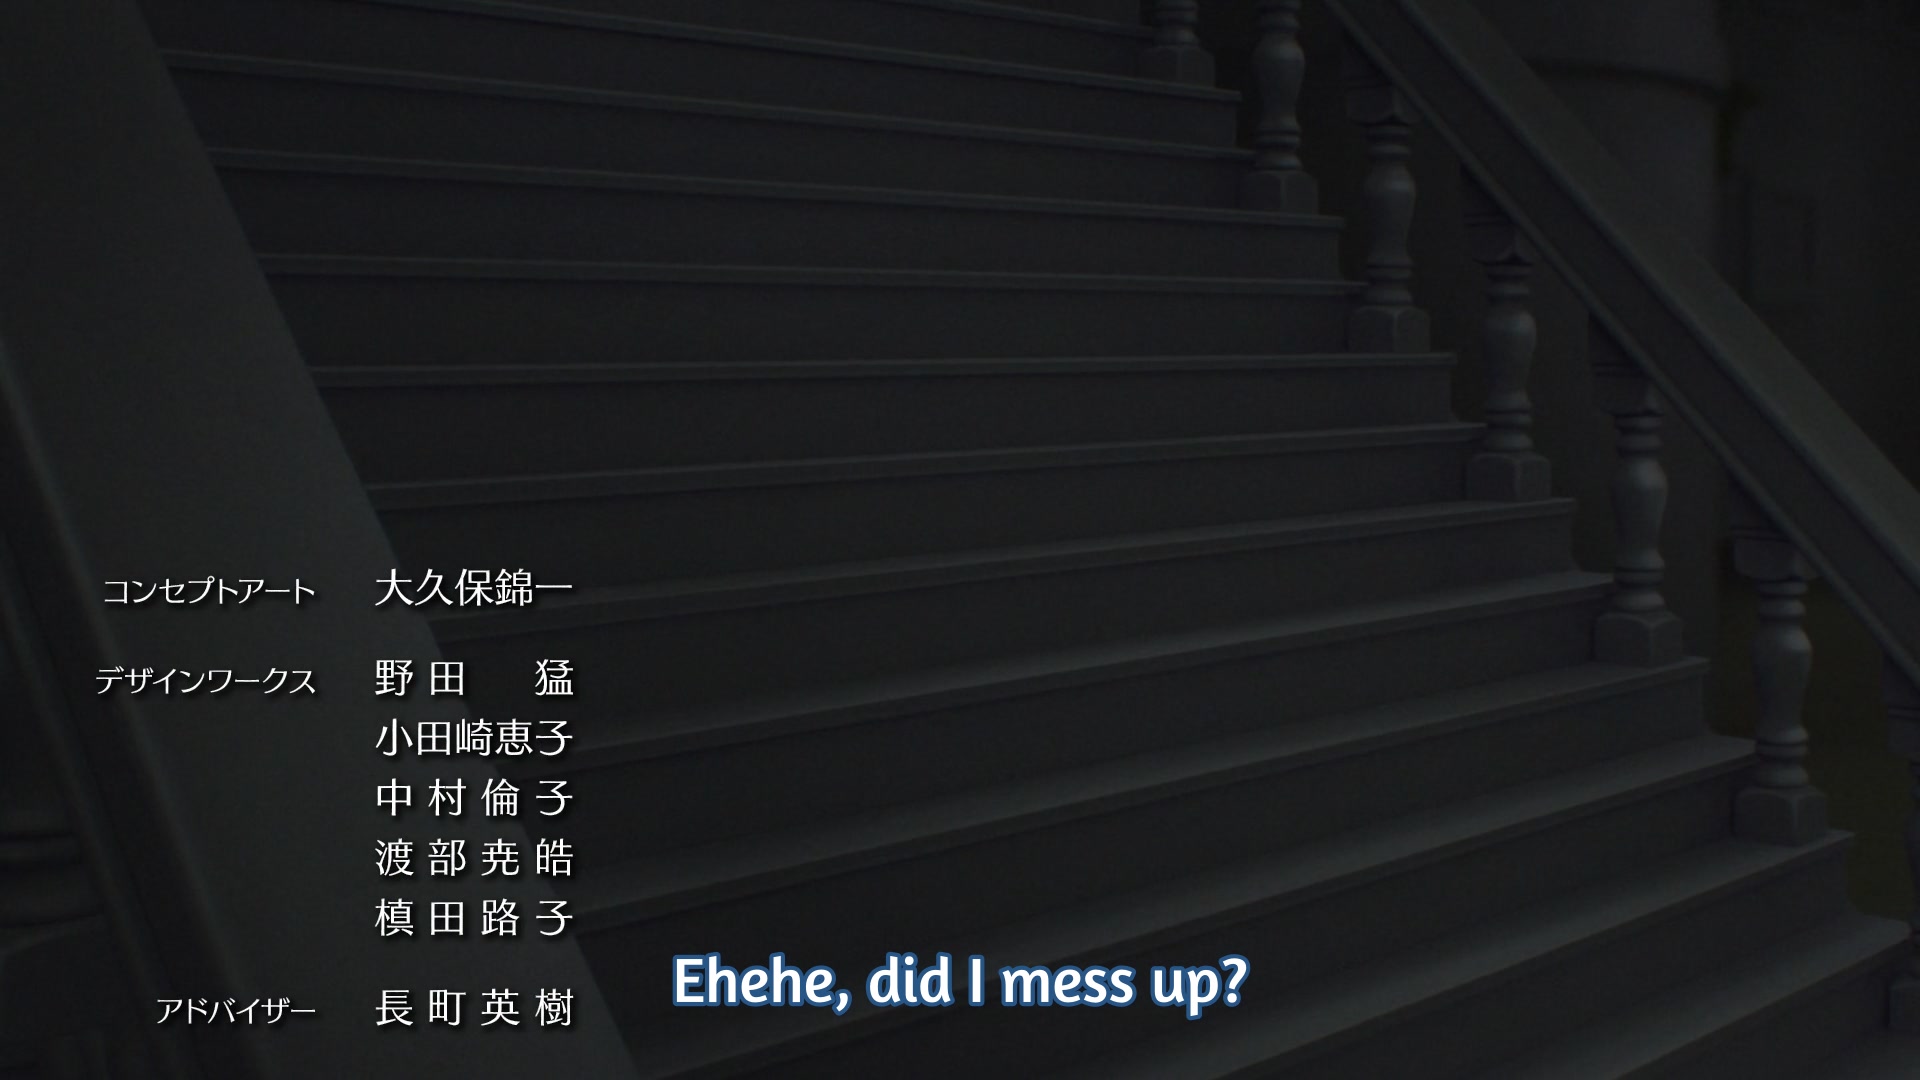 コンセプトアート 大久保錦一
デザインワークス 野田 猛
小田崎恵子
中村倫子
渡部尭皓
槙田路子
アドバイザー 長町英樹
Ehehe, did I mess up?